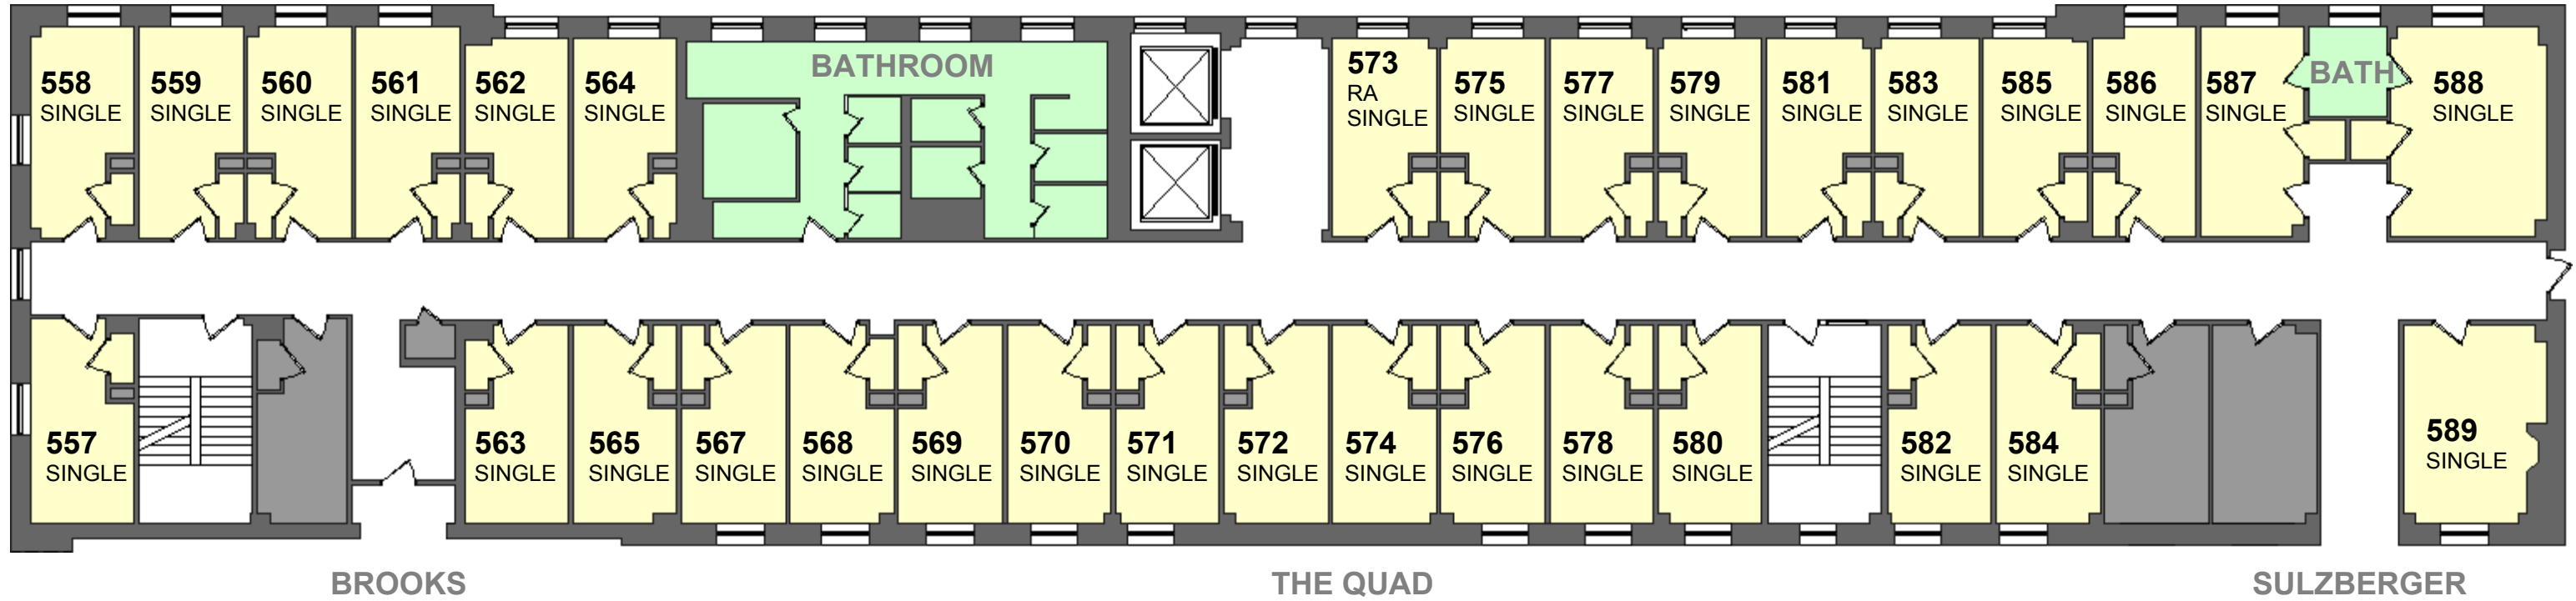 558
SINGLE
559
SINGLE
560
SINGLE
561
SINGLE
562
SINGLE
564
SINGLE
BATHROOM
573
RA
SINGLE
575
SINGLE
577
SINGLE
579
SINGLE
581
SINGLE
583
SINGLE
585
SINGLE
586
SINGLE
587
SINGLE
BATH
588
SINGLE
557
SINGLE
563
SINGLE
565
SINGLE
567
SINGLE
568
SINGLE
569
SINGLE
570
SINGLE
571
SINGLE
572
SINGLE
574
SINGLE
576
SINGLE
578
SINGLE
580
SINGLE
582
SINGLE
584
SINGLE
589
SINGLE
BROOKS
THE QUAD
SULZBERGER